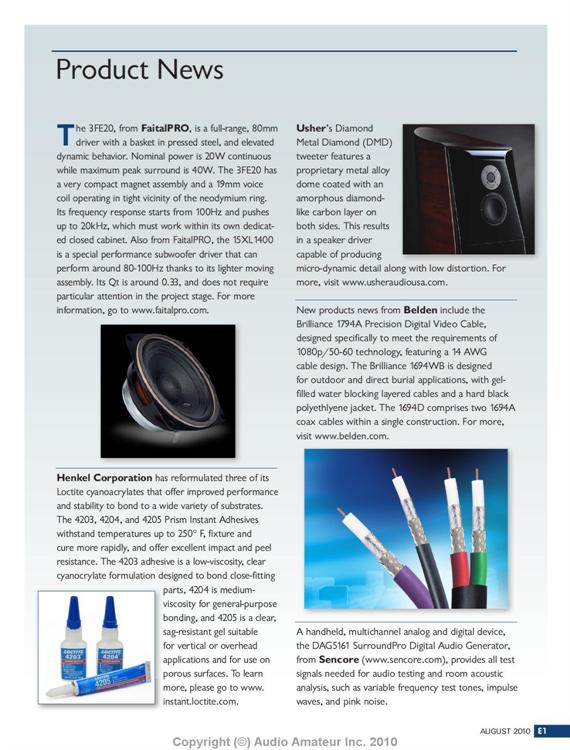 Product News
The 3FE20, from FaitalPRO, is a full-range, 80mm
driver with a basket in pressed steel, and elevated
dynamic behavior. Nominal power is 20W continuous
while maximum peak surround is 40W. The 3FE20 has
a very compact magnet assembly and a 19mm voice
coil operating in tight vicinity of the neodymium ring.
Its frequency response starts from 100Hz and pushes
up to 20kHz, which must work within its own dedicat-
ed closed cabinet. Also from FaitalPRO, the 15XL1400
is a special performance subwoofer driver that can
perform around 80-100Hz thanks to its lighter moving
assembly. Its Qt is around 0.33, and does not require
particular attention in the project stage. For more
information, go to www.faitalpro.com.
Henkel Corporation has reformulated three of its
Loctite cyanoacrylates that offer improved performance
and stability to bond to a wide variety of substrates.
The 4203, 4204, and 4205 Prism Instant Adhesives
withstand temperatures up to 250° F, fixture and
cure more rapidly, and offer excellent impact and peel
resistance. The 4203 adhesive is a low-viscosity, clear
cyanocrylate formulation designed to bond close-fitting
parts, 4204 is medium-
viscosity for general-purpose
bonding, and 4205 is a clear,
sag-resistant gel suitable
for vertical or overhead
applications and for use on
porous surfaces. To learn
more, please go to www.
instant.loctite.com.
LOCTITE
4203
LOCTITE
4204
4205 LOCTITE
Usher's Diamond
Metal Diamond (DMD)
tweeter features a
proprietary metal alloy
dome coated with an
amorphous diamond-
like carbon layer on
both sides. This results
in a speaker driver
capable of producing
micro-dynamic detail along with low distortion. For
more, visit www.usheraudiousa.com.
New products news from Belden include the
Brilliance 1794A Precision Digital Video Cable,
designed specifically to meet the requirements of
1080p/50-60 technology, featuring a 14 AWG
cable design. The Brilliance 1694WB is designed
for outdoor and direct burial applications, with gel-
filled water blocking layered cables and a hard black
polyethlyene jacket. The 1694D comprises two 1694A
coax cables within a single construction. For more,
visit www.belden.com.
A handheld, multichannel analog and digital device,
the DAG5161 SurroundPro Digital Audio Generator,
from Sencore (www.sencore.com), provides all test
signals needed for audio testing and room acoustic
analysis, such as variable frequency test tones, impulse
waves, and pink noise.
AUGUST 2010 E1
Copyright (©) Audio Amateur Inc. 2010